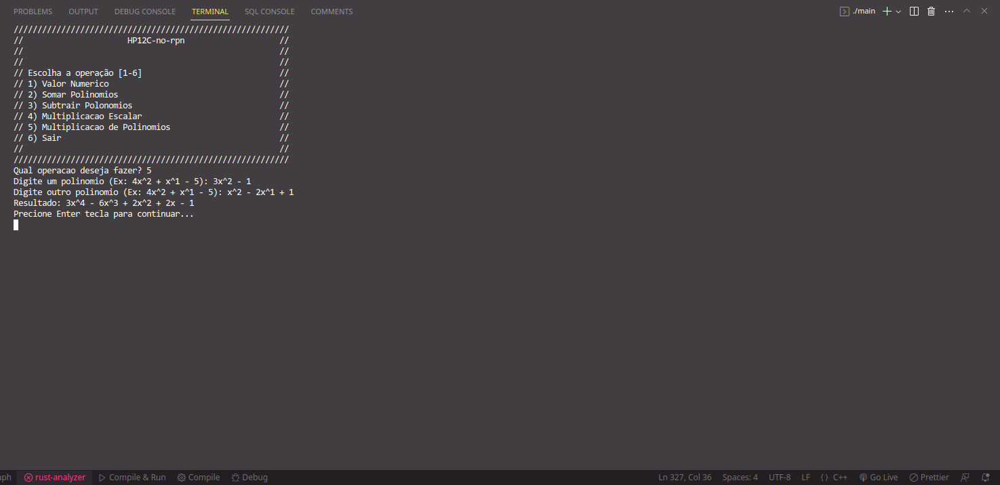 PROBLEMS OUTPUT DEBUG CONSOLE TERMINAL SQL CONSOLE COMMENTS ./main
//////////////////////////////////////////////////////////
// HP12C-no-rpn //
// //
// //
// Escolha a operação [1-6] //
// 1) Valor Numerico //
// 2) Somar Polinomios //
// 3) Subtrair Polonomios //
// 4) Multiplicacao Escalar //
// 5) Multiplicacao de Polinomios //
// 6) Sair //
// //
//////////////////////////////////////////////////////////
Qual operacao deseja fazer? 5
Digite um polinomio (Ex: 4x^2 + x^1 - 5): 3x^2 - 1
Digite outro polinomio (Ex: 4x^2 + x^1 - 5): x^2 - 2x^1 + 1
Resultado: 3x^4 - 6x^3 + 2x^2 + 2x - 1
Precione Enter tecla para continuar...
aph rust-analyzer Compile & Run Compile Debug Ln 327, Col 36 Spaces: 4 UTF-8 LF {} C++ Go Live Prettier